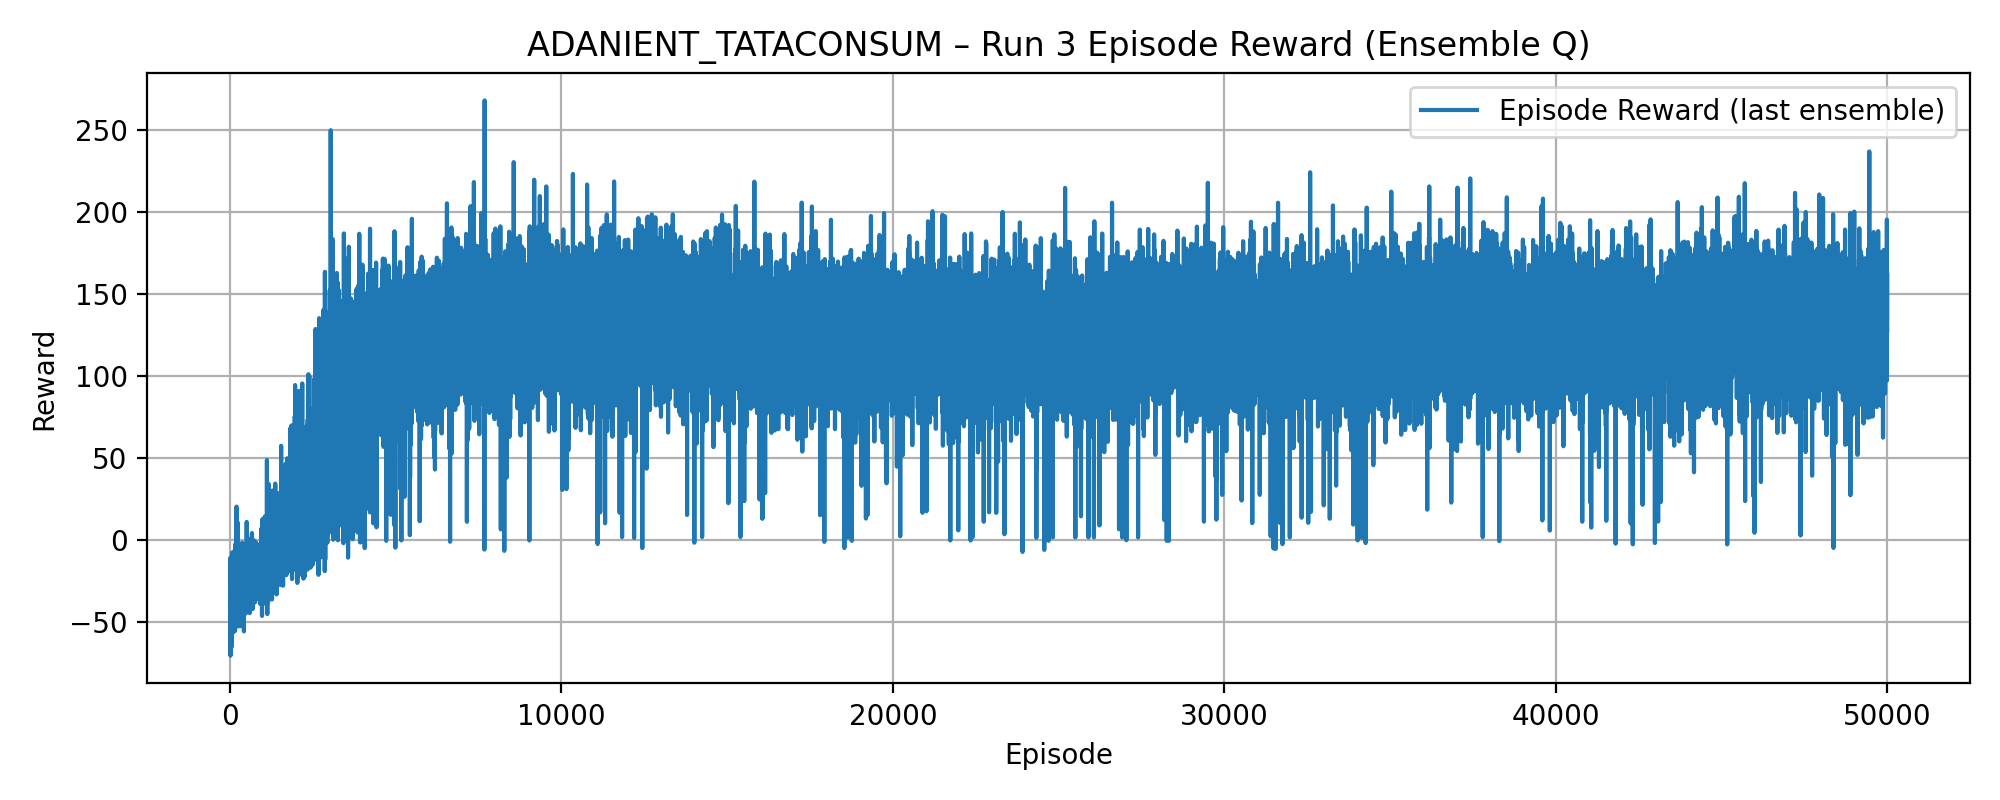 ADANIENT_TATACONSUM – Run 3 Episode Reward (Ensemble Q)
Episode Reward (last ensemble)
250
200
150
100
50
0
−50
Reward
0 10000 20000 30000 40000 50000
Episode